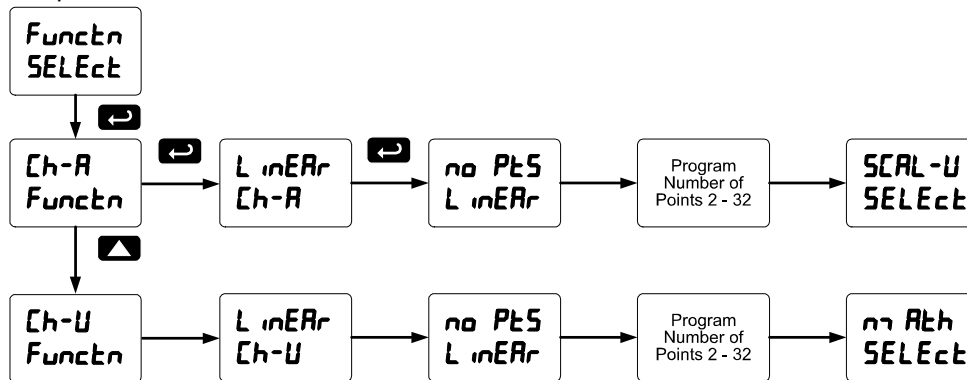 Functn
SELEct
Ch-A
Functn
LinEAr
Ch-A
no PtS
LinEAr
Program
Number of
Points 2 - 32
SCAL-U
SELEct
Ch-U
Functn
LinEAr
Ch-U
no PtS
LinEAr
Program
Number of
Points 2 - 32
mAth
SELEct